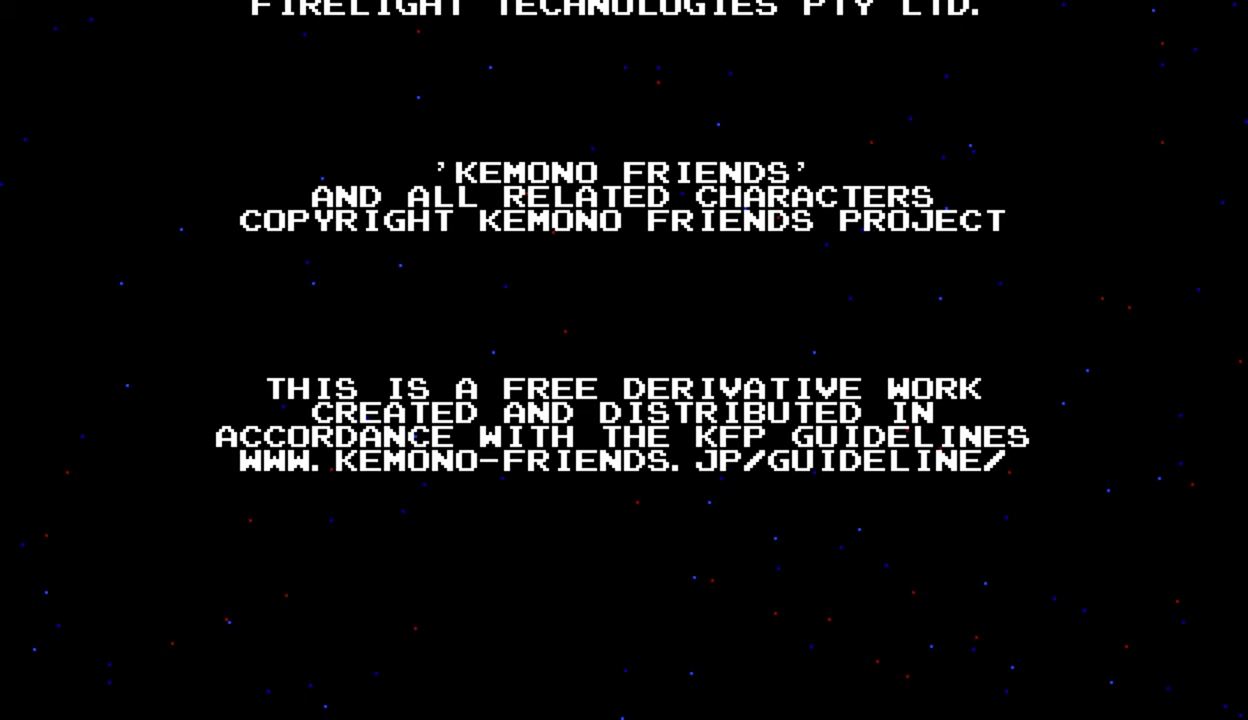 FIRELIGHT TECHNOLOGIES PTY LTD.
'KEMONO FRIENDS'
AND ALL RELATED CHARACTERS
COPYRIGHT KEMONO FRIENDS PROJECT
THIS IS A FREE DERIVATIVE WORK
CREATED AND DISTRIBUTED IN
ACCORDANCE WITH THE KFP GUIDELINES
WWW.KEMONO-FRIENDS.JP/GUIDELINE/